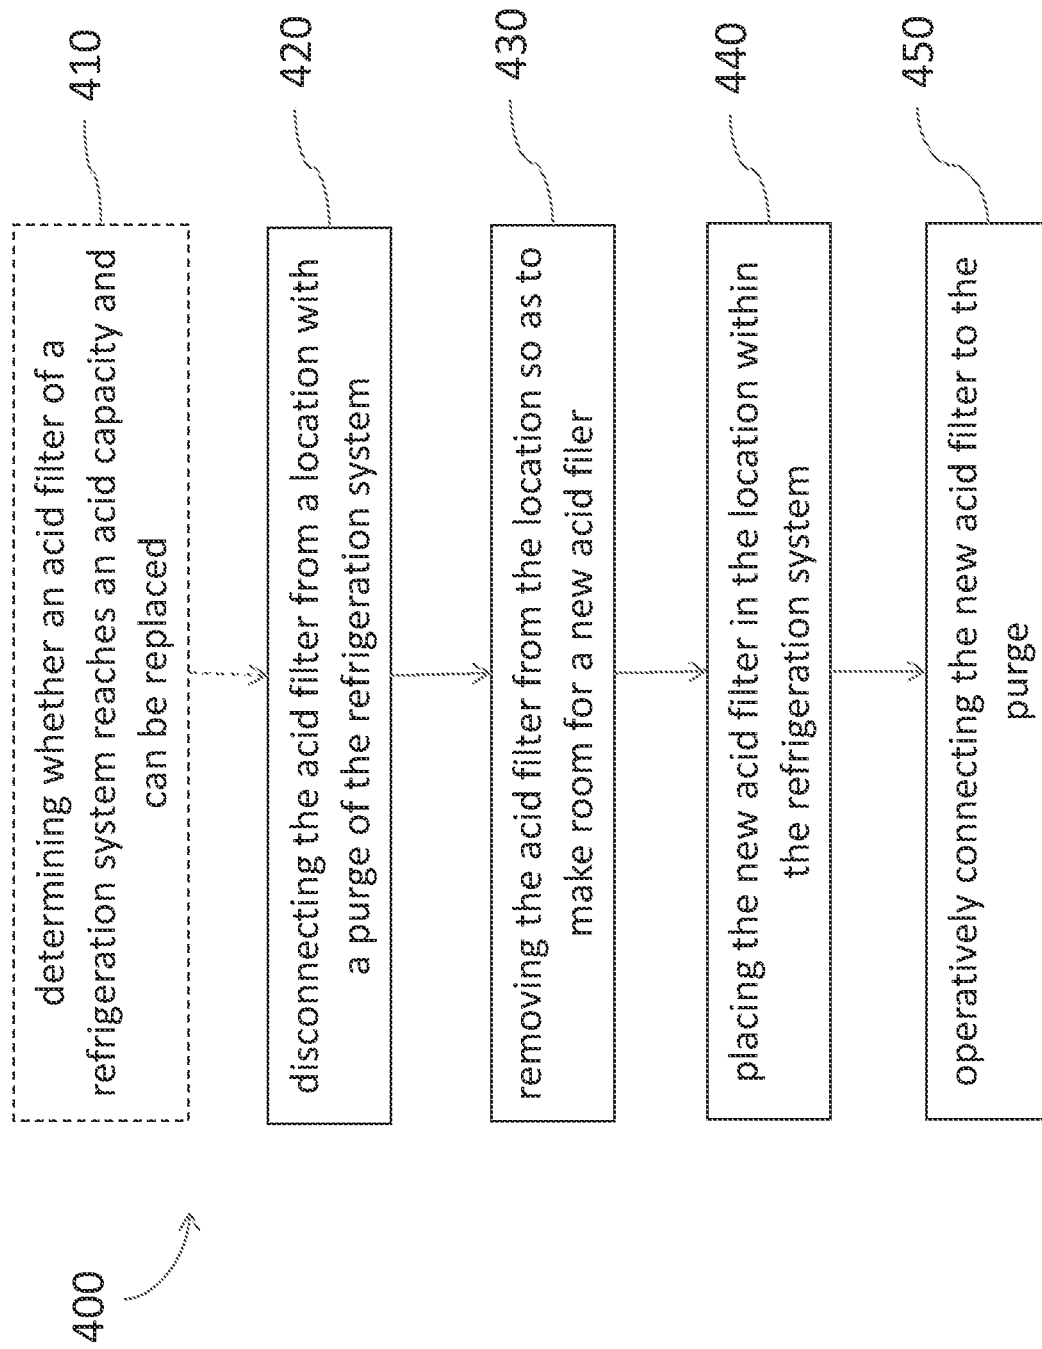 400
determining whether an acid filter of a
refrigeration system reaches an acid capacity and
can be replaced
410
disconnecting the acid filter from a location with
a purge of the refrigeration system
420
removing the acid filter from the location so as to
make room for a new acid filer
430
placing the new acid filter in the location within
the refrigeration system
440
operatively connecting the new acid filter to the
purge
450